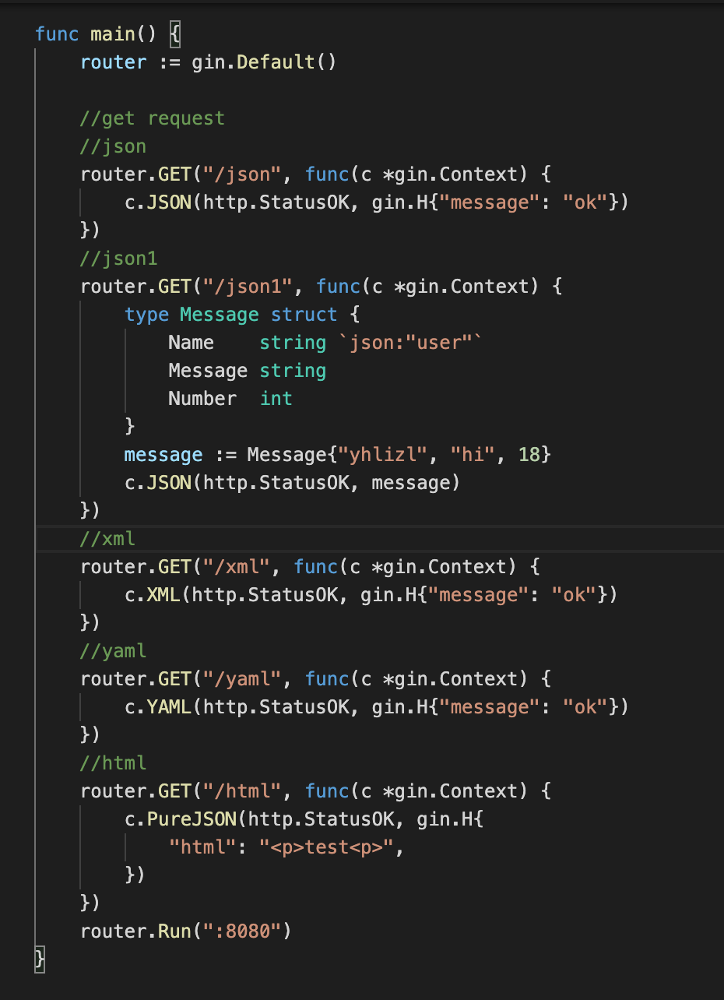 func main() {
    router := gin.Default()

    //get request
    //json
    router.GET("/json", func(c *gin.Context) {
        c.JSON(http.StatusOK, gin.H{"message": "ok"})
    })
    //json1
    router.GET("/json1", func(c *gin.Context) {
        type Message struct {
            Name    string `json:"user"`
            Message string
            Number  int
        }
        message := Message{"yhlizl", "hi", 18}
        c.JSON(http.StatusOK, message)
    })
    //xml
    router.GET("/xml", func(c *gin.Context) {
        c.XML(http.StatusOK, gin.H{"message": "ok"})
    })
    //yaml
    router.GET("/yaml", func(c *gin.Context) {
        c.YAML(http.StatusOK, gin.H{"message": "ok"})
    })
    //html
    router.GET("/html", func(c *gin.Context) {
        c.PureJSON(http.StatusOK, gin.H{
            "html": "<p>test<p>",
        })
    })
    router.Run(":8080")
}